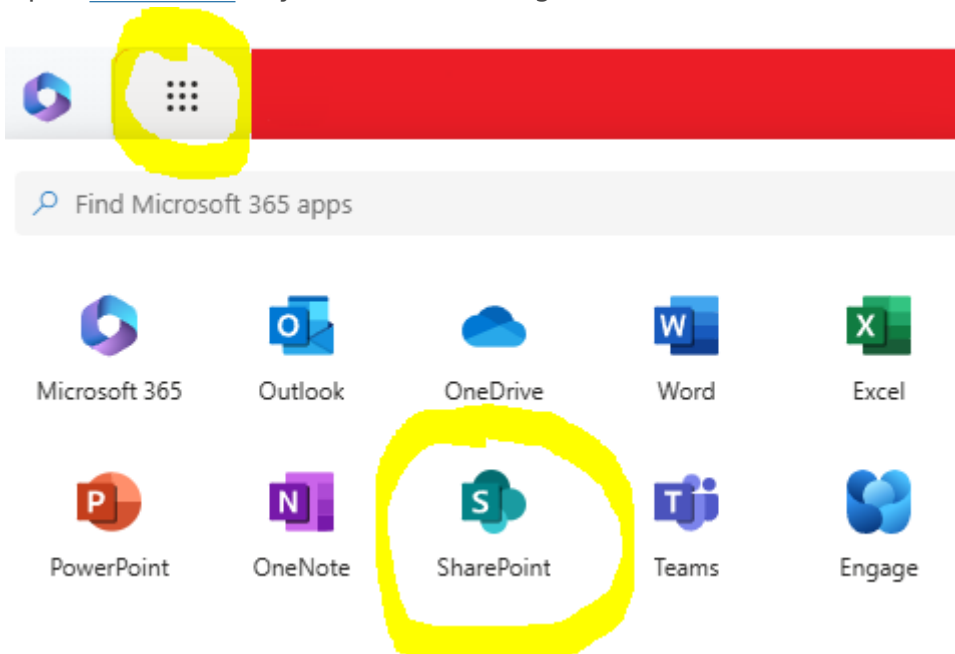 Find Microsoft 365 apps
Microsoft 365 Outlook OneDrive Word Excel
PowerPoint OneNote SharePoint Teams Engage